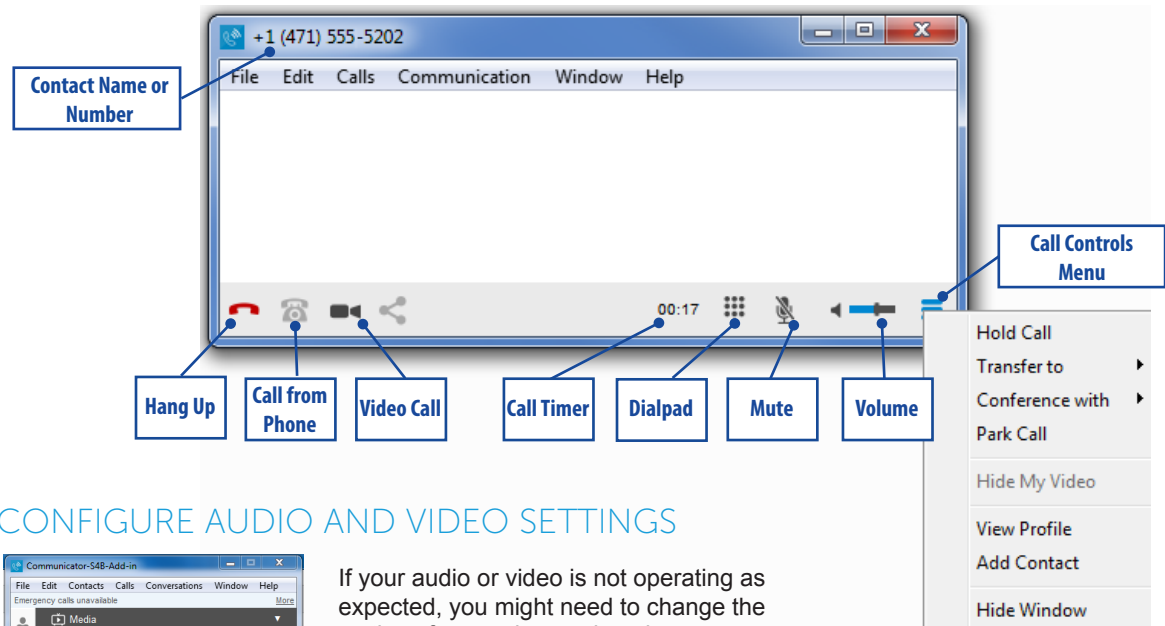 +1 (471) 555-5202
File Edit Calls Communication Window Help
Contact Name or
Number
Call Controls
Menu
00:17
Hang Up
Call from
Phone
Video Call
Call Timer
Dialpad
Mute
Volume
Hold Call
Transfer to
Conference with
Park Call
Hide My Video
View Profile
Add Contact
Hide Window
CONFIGURE AUDIO AND VIDEO SETTINGS
Communicator-S4B-Add-in
File Edit Contacts Calls Conversations Window Help
Emergency calls unavailable More
Media
If your audio or video is not operating as
expected, you might need to change the